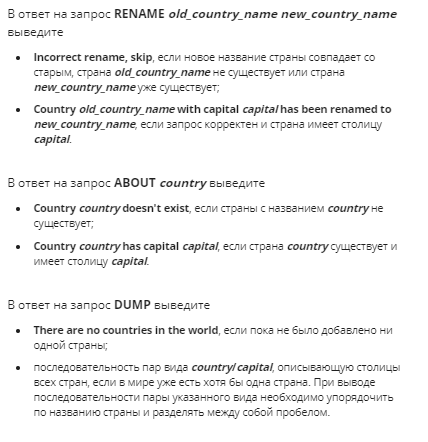 В ответ на запрос RENAME old_country_name new_country_name
выведите
• Incorrect rename, skip, если новое название страны совпадает со
старым, страна old_country_name не существует или страна
new_country_name уже существует;
• Country old_country_name with capital capital has been renamed to
new_country_name, если запрос корректен и страна имеет столицу
capital.
В ответ на запрос ABOUT country выведите
• Country country doesn't exist, если страны с названием country не
существует;
• Country country has capital capital, если страна country существует и
имеет столицу capital.
В ответ на запрос DUMP выведите
• There are no countries in the world, если пока не было добавлено ни
одной страны;
• последовательность пар вида country/capital, описывающую столицы
всех стран, если в мире уже есть хотя бы одна страна. При выводе
последовательности пары указанного вида необходимо упорядочить
по названию страны и разделять между собой пробелом.